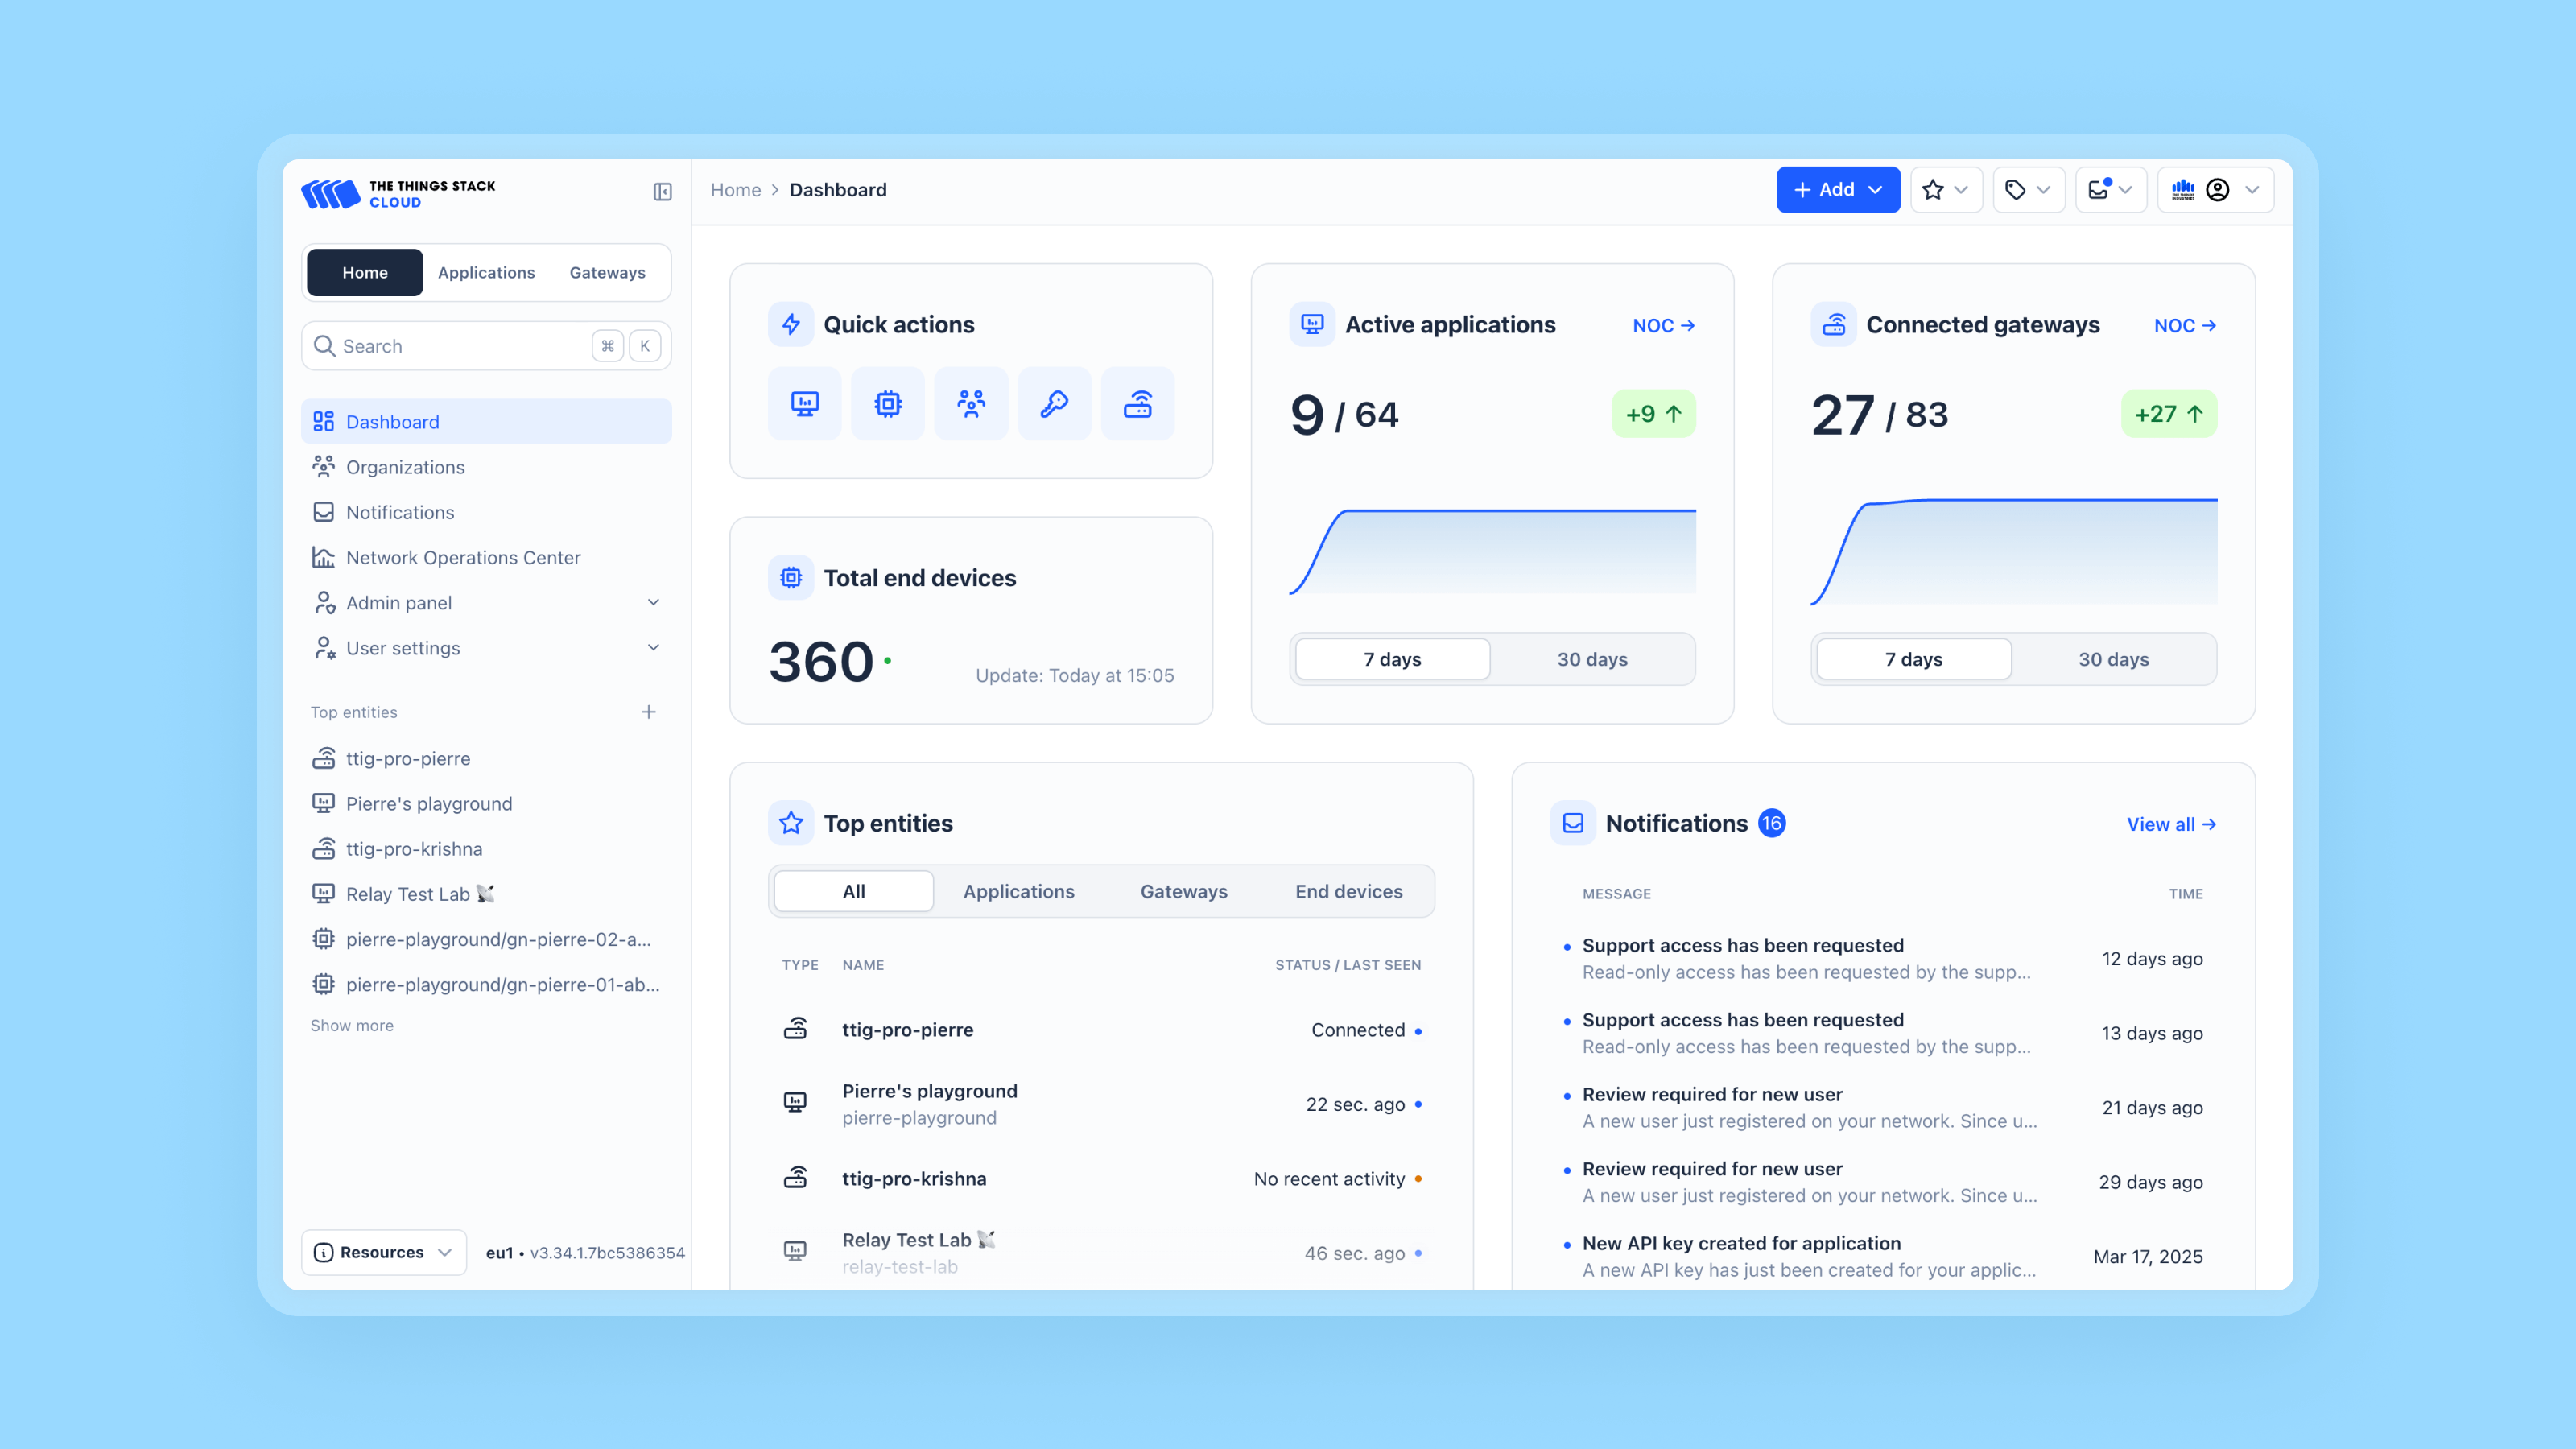 THE THINGS STACK
CLOUD
Home
Applications
Gateways
Search
⌘ K
Dashboard
Organizations
Notifications
Network Operations Center
Admin panel
User settings
Top entities
ttig-pro-pierre
Pierre's playground
ttig-pro-krishna
Relay Test Lab 📡
pierre-playground/gn-pierre-02-a...
pierre-playground/gn-pierre-01-ab...
Show more
Resources
eu1 • v3.34.1.7bc5386354
Home > Dashboard
+ Add
Quick actions
Total end devices
360
Update: Today at 15:05
Active applications
NOC →
9 / 64
+9 ↑
7 days
30 days
Connected gateways
NOC →
27 / 83
+27 ↑
7 days
30 days
Top entities
All
Applications
Gateways
End devices
TYPE NAME STATUS / LAST SEEN
ttig-pro-pierre Connected
Pierre's playground
pierre-playground
22 sec. ago
ttig-pro-krishna No recent activity
Relay Test Lab 📡
relay-test-lab
46 sec. ago
Notifications 16
View all →
MESSAGE TIME
Support access has been requested
Read-only access has been requested by the supp...
12 days ago
Support access has been requested
Read-only access has been requested by the supp...
13 days ago
Review required for new user
A new user just registered on your network. Since u...
21 days ago
Review required for new user
A new user just registered on your network. Since u...
29 days ago
New API key created for application
A new API key has just been created for your applic...
Mar 17, 2025